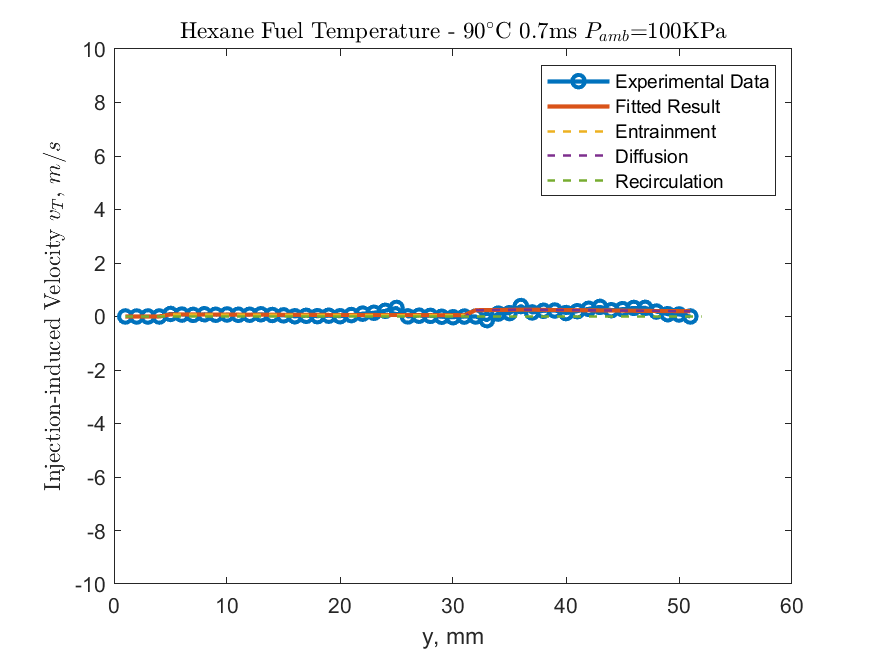 Hexane Fuel Temperature - 90°C 0.7ms P_amb=100KPa
Experimental Data
Fitted Result
Entrainment
Diffusion
Recirculation
Injection-induced Velocity v_T, m/s
10
8
6
4
2
0
-2
-4
-6
-8
-10
0 10 20 30 40 50 60
y, mm